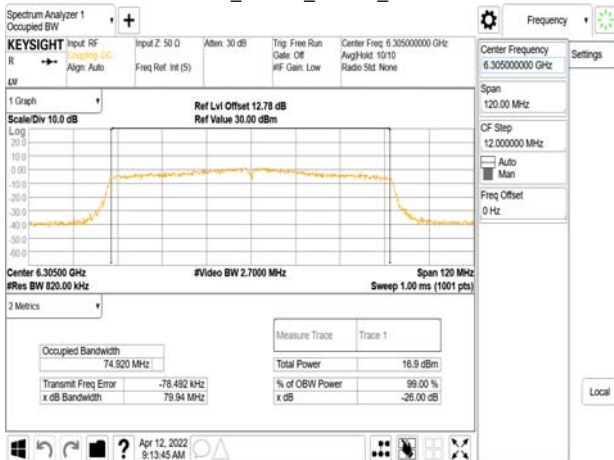 Spectrum Analyzer 1
Occupied BW
Frequency
KEYSIGHT
R
Input: RF
Coupling: DC
Align: Auto
Input Z: 50 Ω
Freq Ref: Int (S)
Atten: 30 dB
Trig: Free Run
Gate: Off
#IF Gain: Low
Center Freq: 6.305000000 GHz
Avg|Hold: 10/10
Radio Std: None
Center Frequency
6.305000000 GHz
Settings
Span
120.00 MHz
CF Step
12.000000 MHz
Auto
Man
Freq Offset
0 Hz
Local
1 Graph
Scale/Div 10.0 dB
Ref Lvl Offset 12.78 dB
Ref Value 30.00 dBm
Log
20.0
10.0
0.00
-10.0
-20.0
-30.0
-40.0
-50.0
-60.0
Center 6.30500 GHz
#Res BW 820.00 kHz
#Video BW 2.7000 MHz
Span 120 MHz
Sweep 1.00 ms (1001 pts)
2 Metrics
Measure Trace Trace 1
Occupied Bandwidth
74.920 MHz
Total Power 16.9 dBm
Transmit Freq Error -78.492 kHz
% of OBW Power 99.00 %
x dB Bandwidth 79.94 MHz
x dB -26.00 dB
?
Apr 12, 2022
9:13:45 AM